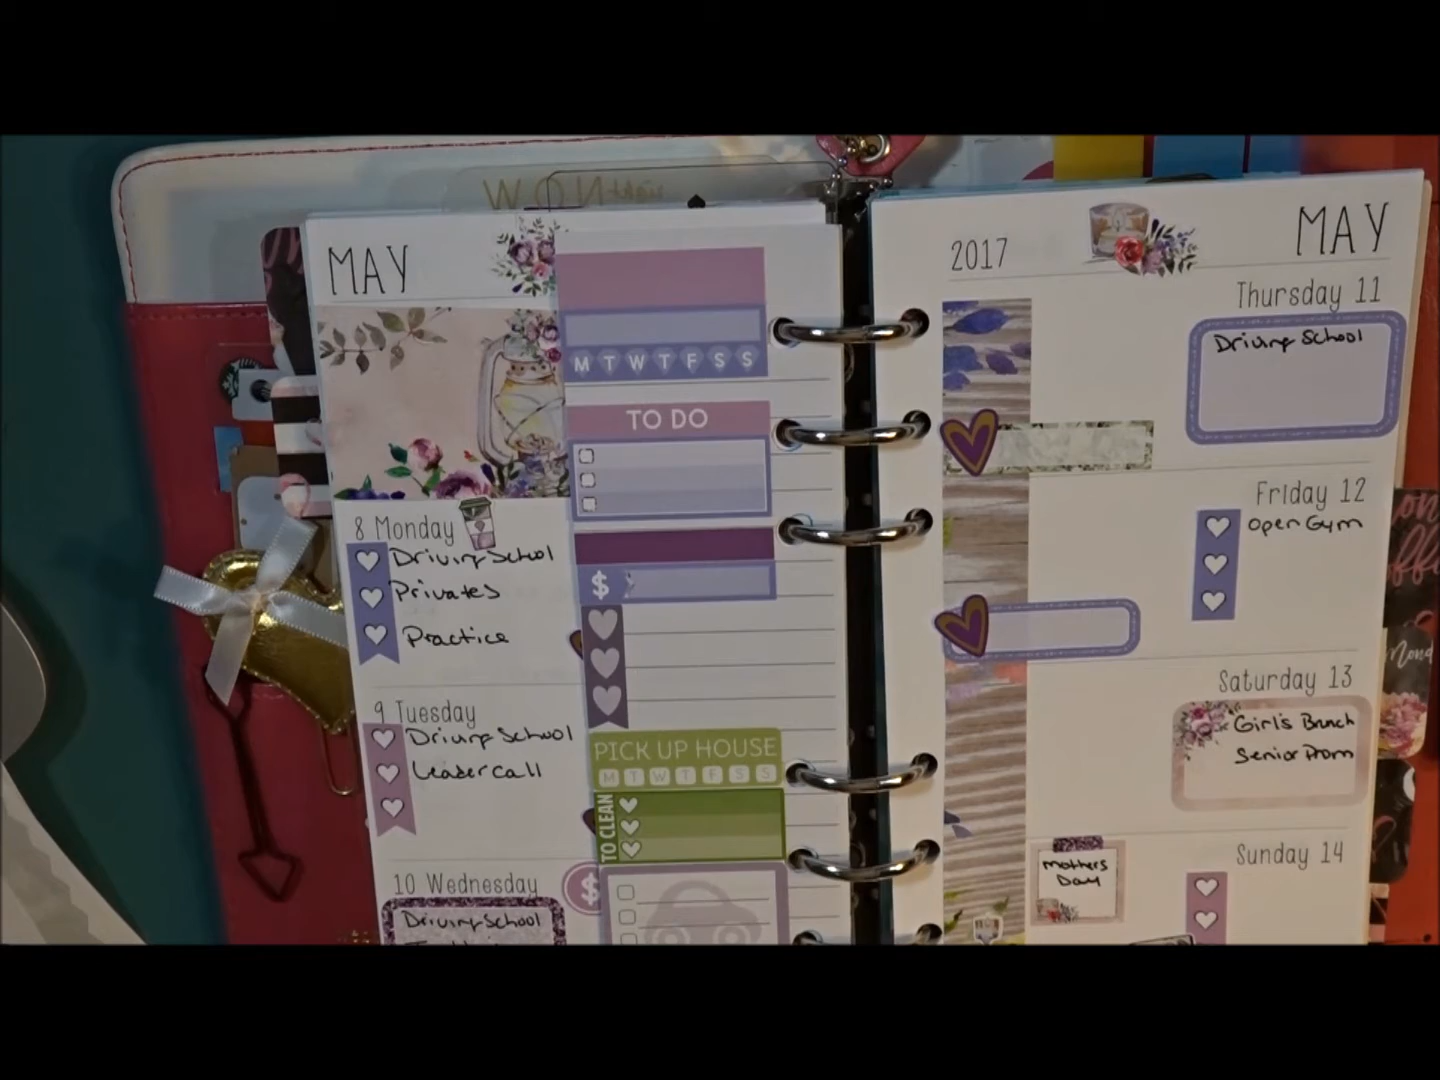 MAY
M T W T F S S
TO DO
8 Monday
Driving School
Privates
Practice
$
9 Tuesday
Driving School
Leader call
PICK UP HOUSE
M T W T F S S
TO CLEAN
10 Wednesday
$
Driving School
2017
MAY
Thursday 11
Driving School
Friday 12
Open Gym
Saturday 13
Girl's Brunch
Senior Prom
Sunday 14
Mothers
Day